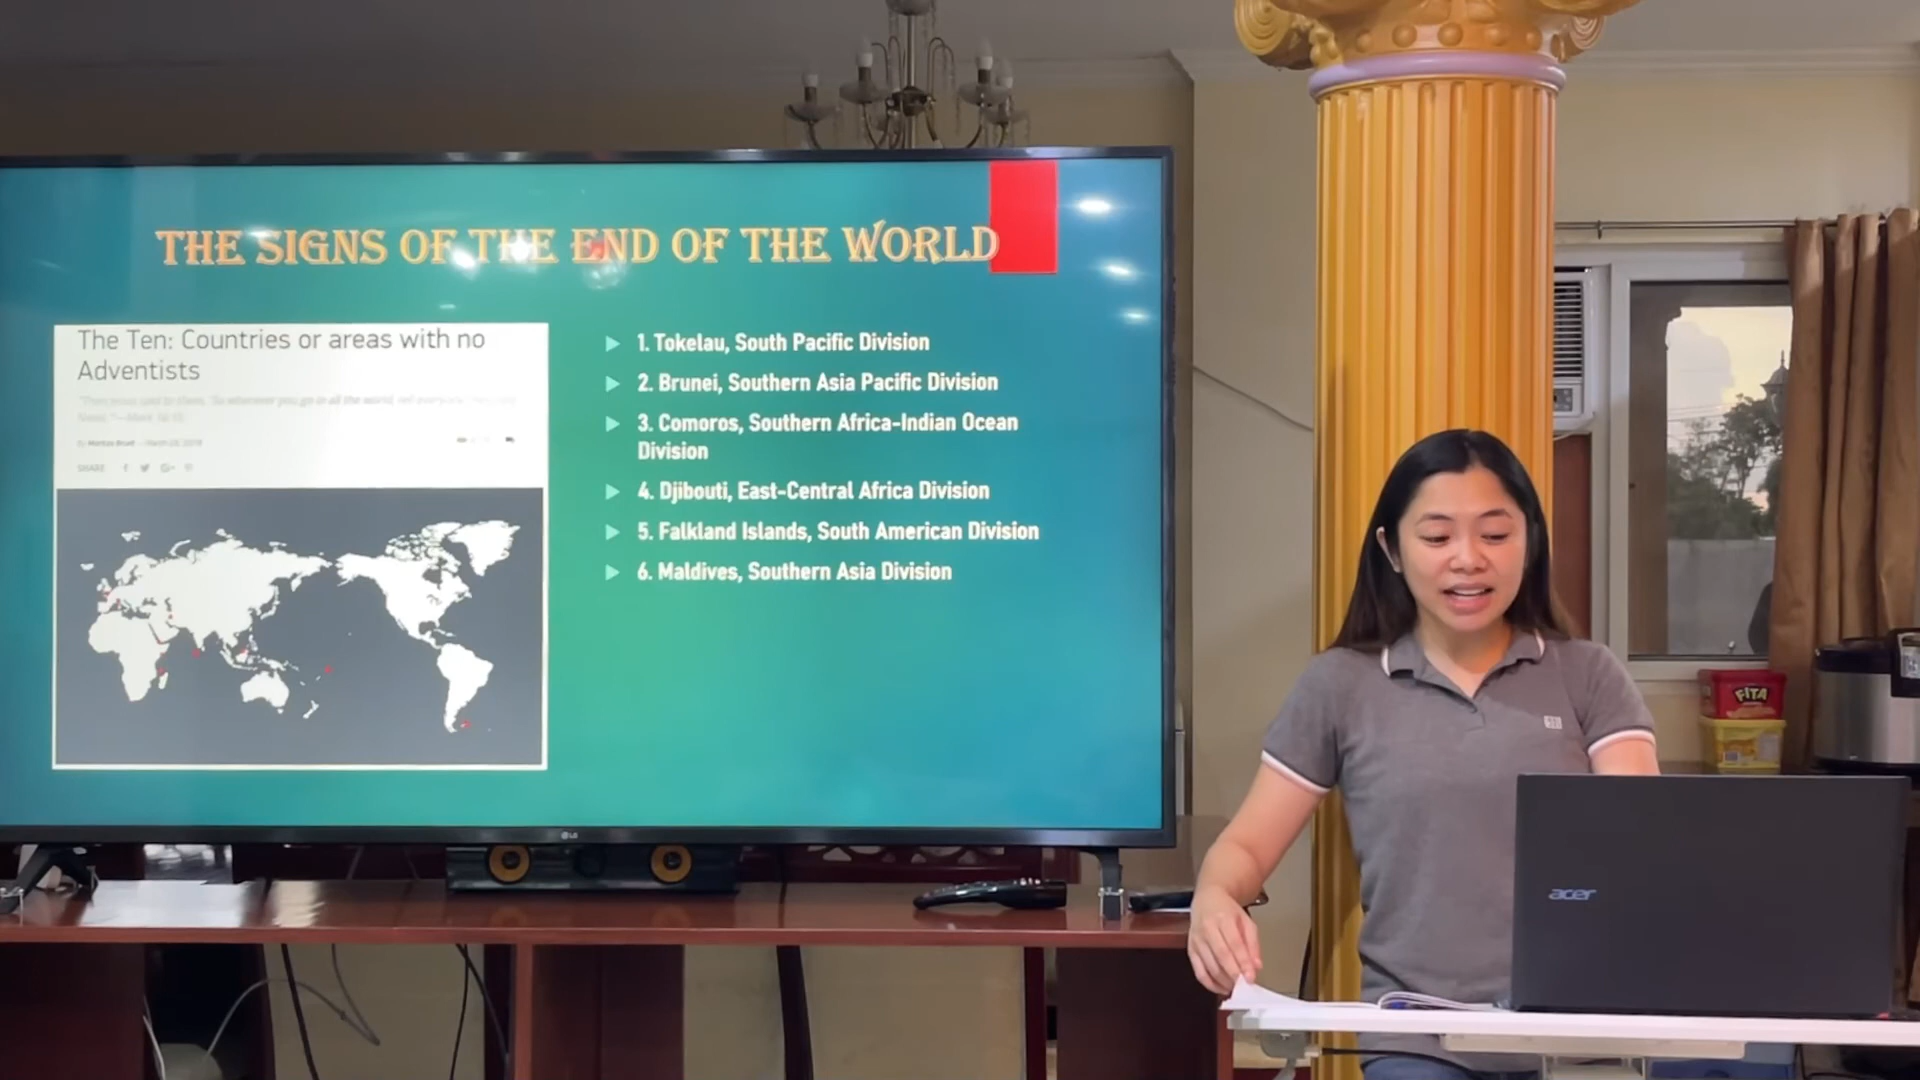 THE SIGNS OF THE END OF THE WORLD
The Ten: Countries or areas with no
Adventists
SHARE
1. Tokelau, South Pacific Division
2. Brunei, Southern Asia Pacific Division
3. Comoros, Southern Africa-Indian Ocean
Division
4. Djibouti, East-Central Africa Division
5. Falkland Islands, South American Division
6. Maldives, Southern Asia Division
LG
FITA
acer